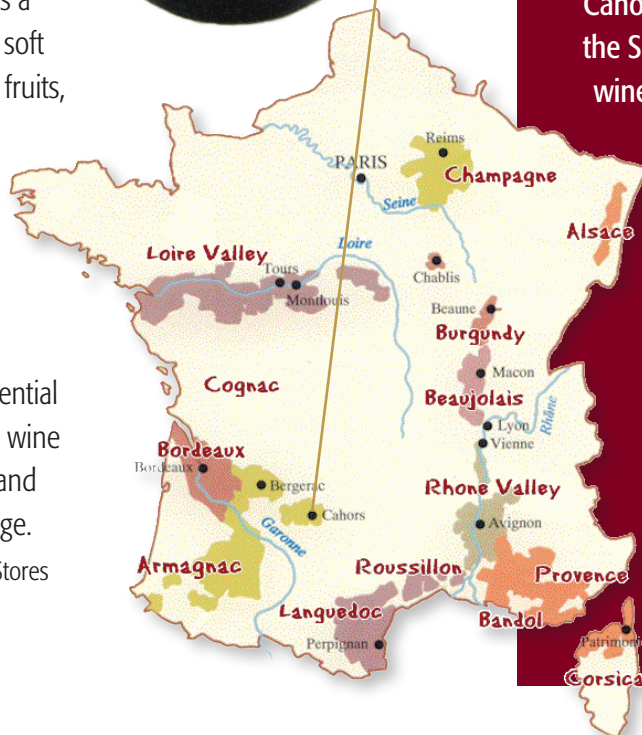 s a
soft
fruits,
Caho
the S
wine
Reims
PARIS
Champagne
Seine
Alsace
Loire Valley
Loire
Tours
Montlouis
Chablis
Beaune
Burgundy
Cognac
Macon
Beaujolais
Rhône
Lyon
Vienne
ential
wine
and
ge.
Stores
Bordeaux
Bordeaux
Bergerac
Rhone Valley
Cahors
Garonne
Avignon
Armagnac
Roussillon
Provence
Languedoc
Bandol
Perpignan
Patrimonio
Corsica